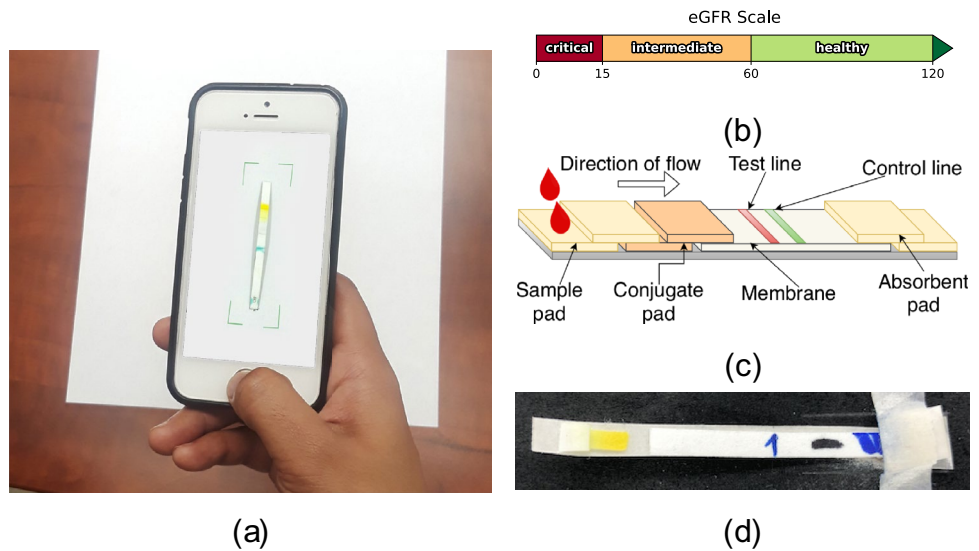 eGFR Scale
critical intermediate healthy
0 15 60 120
(b)
Direction of flow
Test line
Control line
Sample pad
Conjugate pad
Membrane
Absorbent pad
(c)
1
(a)
(d)